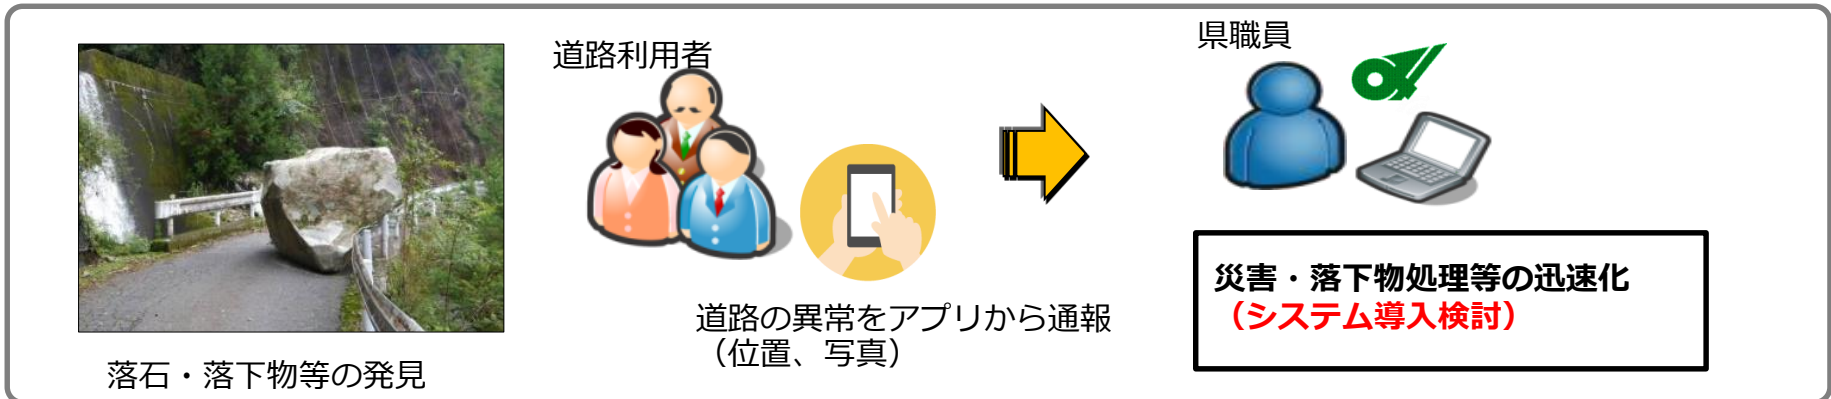 落石・落下物等の発見
道路利用者
道路の異常をアプリから通報
（位置、写真）
県職員
災害・落下物処理等の迅速化
（システム導入検討）